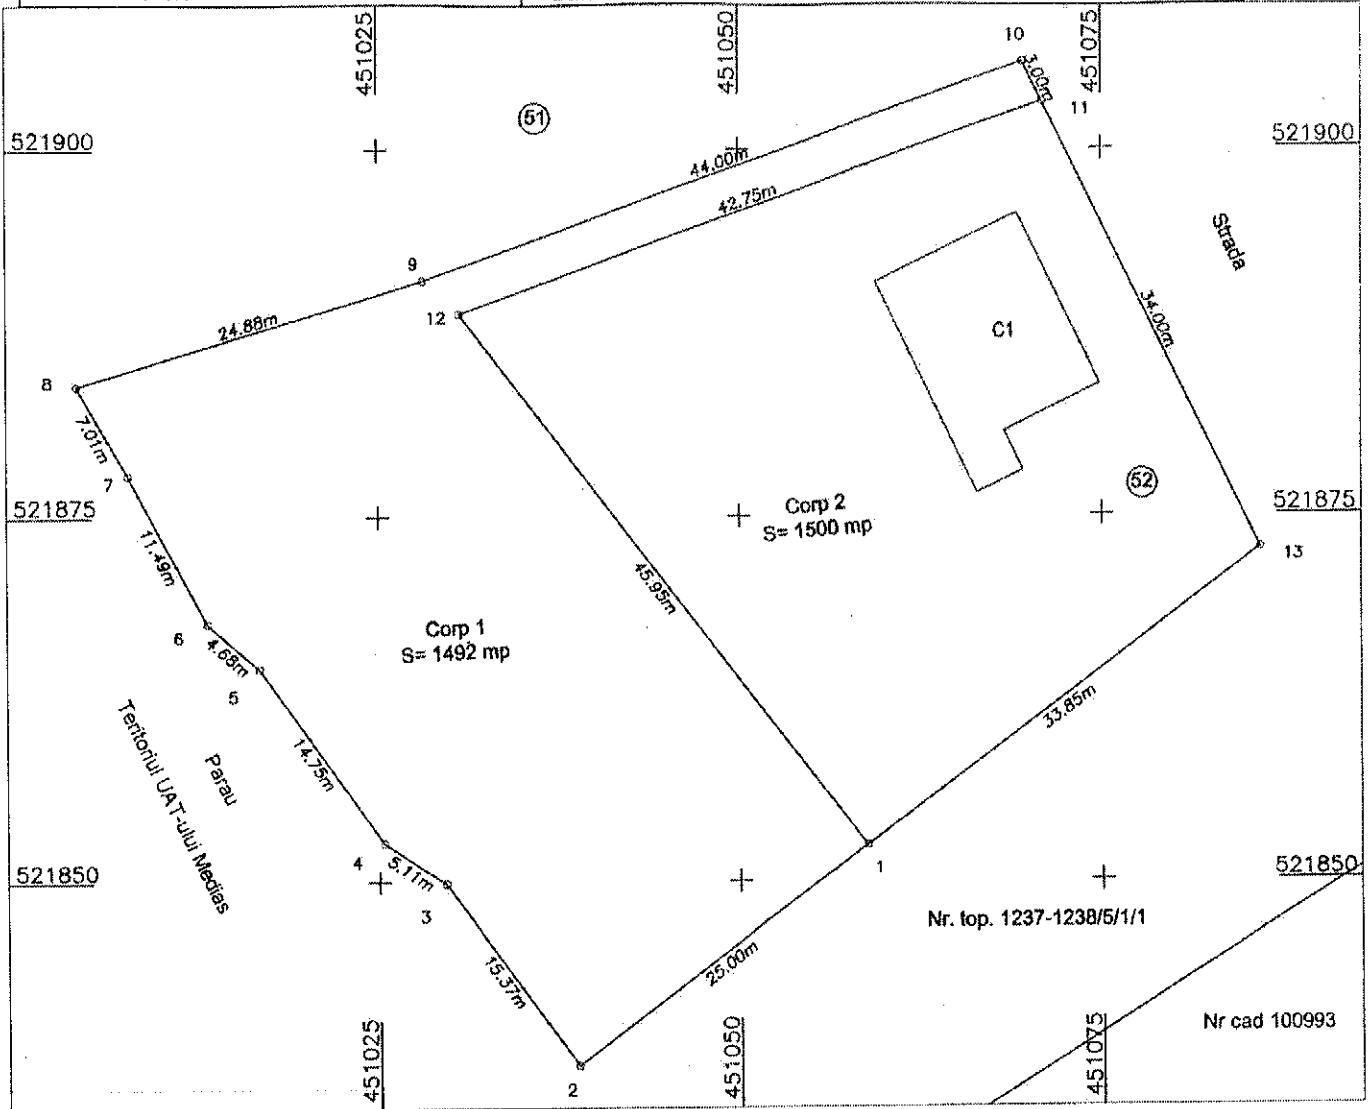 451025
451050
451075
10
3.00m
11
51
521900
521900
44.00m
42.75m
Strada
9
12
24.88m
C1
34.00m
8
7.01m
7
52
521875
Corp 2
S= 1500 mp
521875
13
11.49m
45.95m
6
4.68m
5
Corp 1
S= 1492 mp
33.85m
Teritoriul UAT-ului Medias
Parau
14.75m
4
5.11m
1
521850
521850
3
Nr. top. 1237-1238/5/1/1
15.37m
25.00m
451025
451050
451075
Nr cad 100993
2